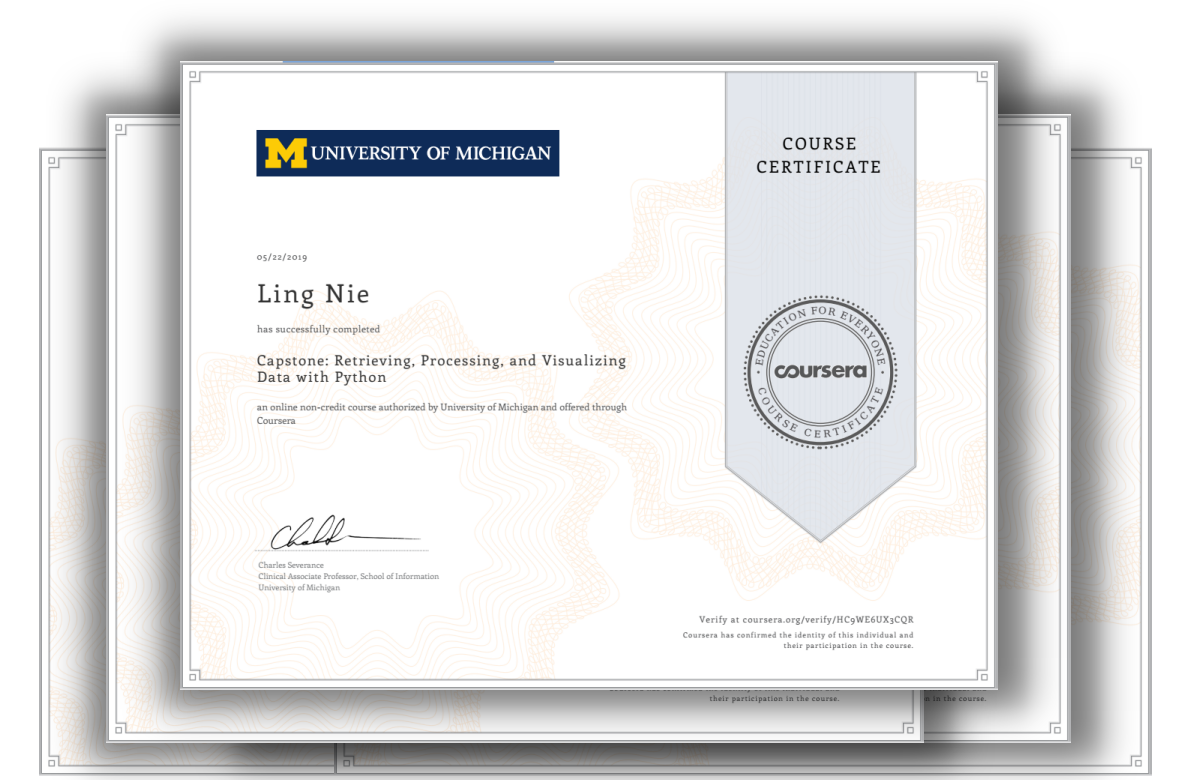 M UNIVERSITY OF MICHIGAN
COURSE
CERTIFICATE
05/22/2019
Ling Nie
has successfully completed
Capstone: Retrieving, Processing, and Visualizing
Data with Python
an online non-credit course authorized by University of Michigan and offered through
Coursera
EDUCATION FOR EVERYONE
coursera
COURSE CERTIFICATE
Charles Severance
Clinical Associate Professor, School of Information
University of Michigan
Verify at coursera.org/verify/HC9WE6UX3CQR
Coursera has confirmed the identity of this individual and
their participation in the course.
their participation in the course.
in the course.